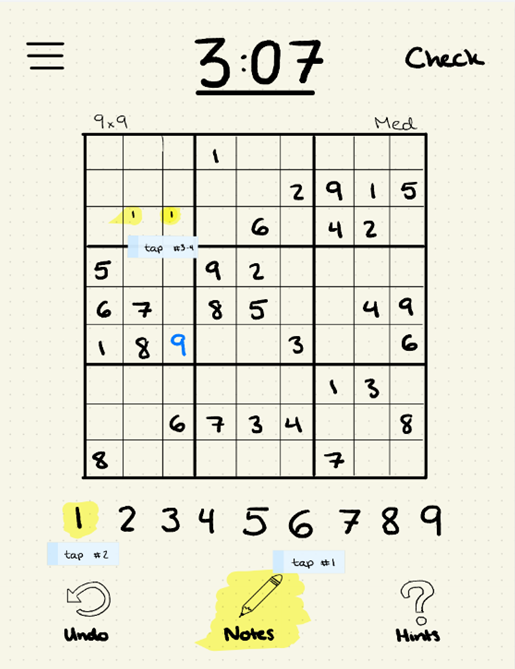 3:07
Check
9x9 Med
1
2 9 1 5
1 1 6 4 2
tap #3-4
5 9 2
6 7 8 5 4 9
1 8 9 3 6
1 3
6 7 3 4 8
8 7
1 2 3 4 5 6 7 8 9
tap #2 tap #1
Undo Notes Hints